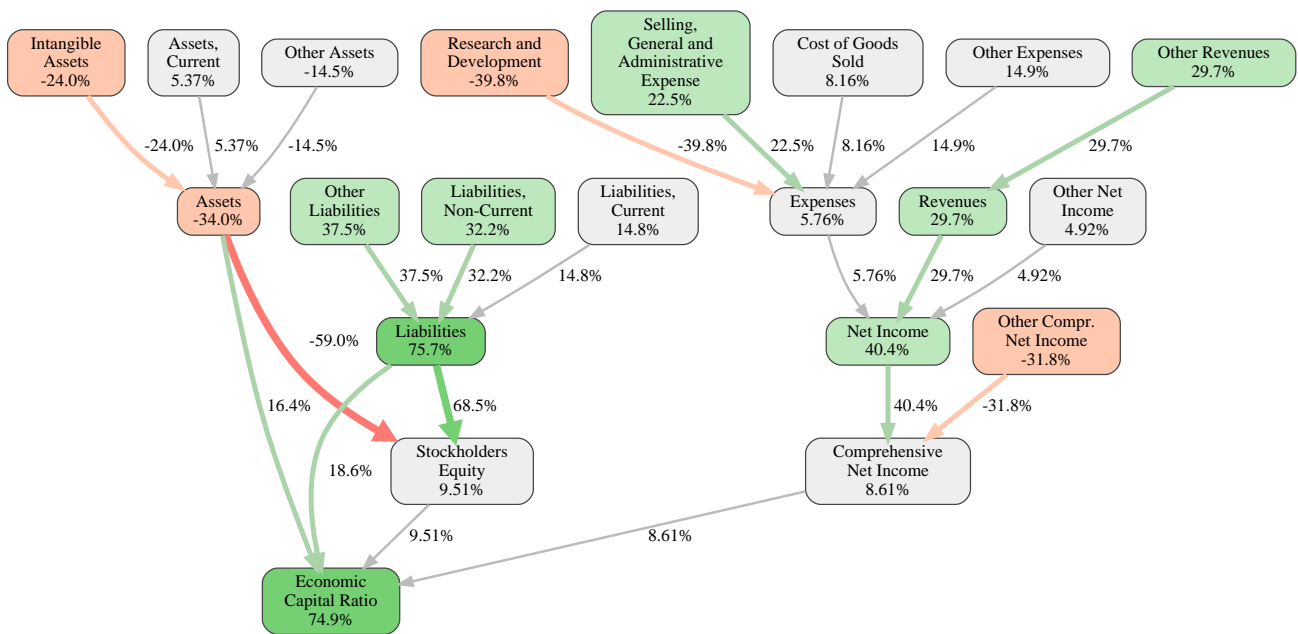 Intangible
Assets
-24.0%
Assets,
Current
5.37%
Other Assets
-14.5%
Research and
Development
-39.8%
Selling,
General and
Administrative
Expense
22.5%
Cost of Goods
Sold
8.16%
Other Expenses
14.9%
Other Revenues
29.7%
-24.0%
5.37%
-14.5%
-39.8%
22.5%
8.16%
14.9%
29.7%
Assets
-34.0%
Other
Liabilities
37.5%
Liabilities,
Non-Current
32.2%
Liabilities,
Current
14.8%
Expenses
5.76%
Revenues
29.7%
Other Net
Income
4.92%
37.5%
32.2%
14.8%
5.76%
29.7%
4.92%
-59.0%
Liabilities
75.7%
Net Income
40.4%
Other Compr.
Net Income
-31.8%
16.4%
68.5%
40.4%
-31.8%
18.6%
Stockholders
Equity
9.51%
Comprehensive
Net Income
8.61%
9.51%
8.61%
Economic
Capital Ratio
74.9%